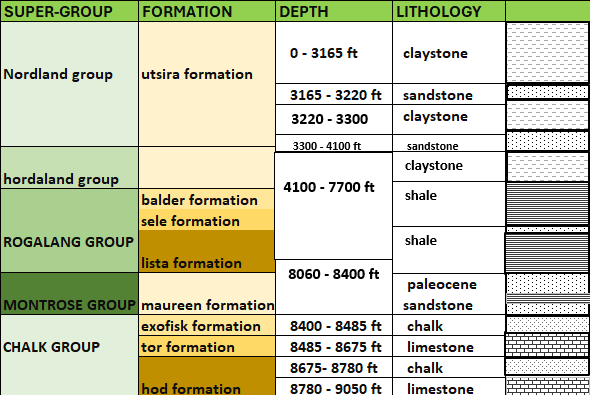 SUPER-GROUP FORMATION DEPTH LITHOLOGY
0 - 3165 ft claystone
Nordland group utsira formation
3165 - 3220 ft sandstone
3220 - 3300 claystone
3300 - 4100 ft sandstone
claystone
hordaland group
4100 - 7700 ft
balder formation shale
sele formation
ROGALANG GROUP shale
lista formation
8060 - 8400 ft
paleocene
MONTROSE GROUP maureen formation sandstone
exofisk formation 8400 - 8485 ft chalk
CHALK GROUP tor formation 8485 - 8675 ft limestone
8675- 8780 ft chalk
hod formation 8780 - 9050 ft limestone